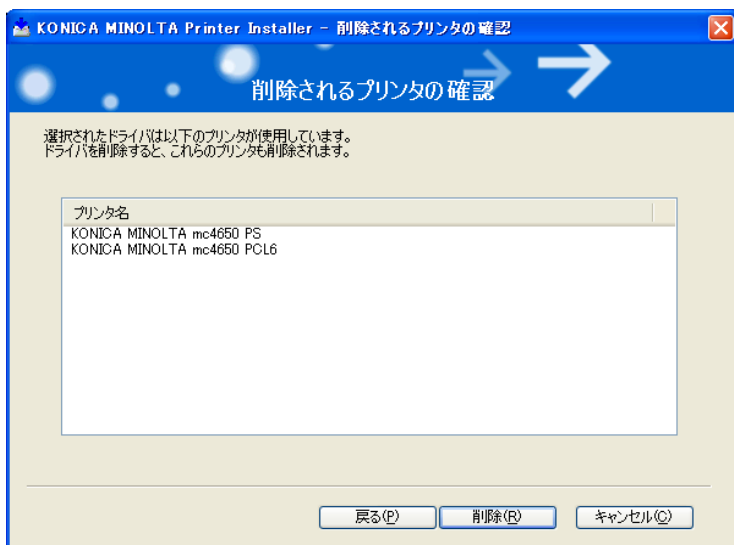 KONICA MINOLTA Printer Installer - 削除されるプリンタの確認
削除されるプリンタの確認
選択されたドライバは以下のプリンタが使用しています。
ドライバを削除すると、これらのプリンタも削除されます。
プリンタ名
KONICA MINOLTA mc4650 PS
KONICA MINOLTA mc4650 PCL6
戻る(P) 削除(R) キャンセル(C)